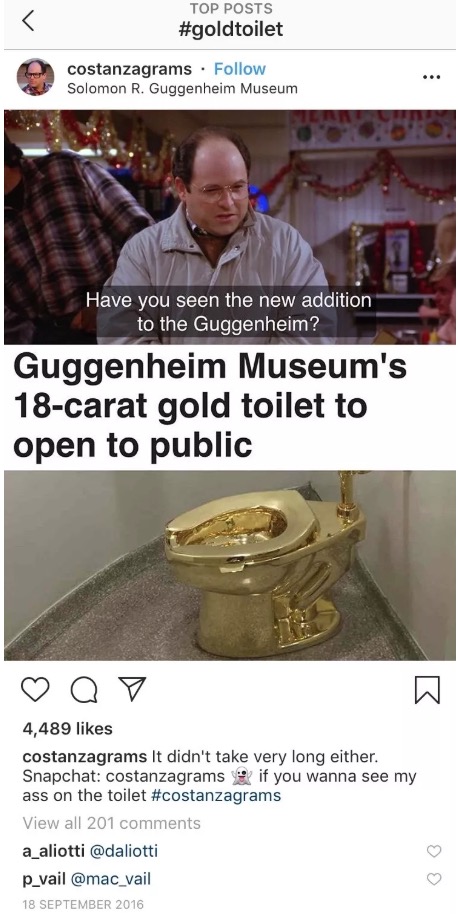 TOP POSTS
#goldtoilet
costanzagrams · Follow
Solomon R. Guggenheim Museum
MERRY CHRIS
Have you seen the new addition
to the Guggenheim?
Guggenheim Museum's
18-carat gold toilet to
open to public
4,489 likes
costanzagrams It didn't take very long either.
Snapchat: costanzagrams 👻 if you wanna see my
ass on the toilet #costanzagrams
View all 201 comments
a_aliotti @daliotti
p_vail @mac_vail
18 SEPTEMBER 2016